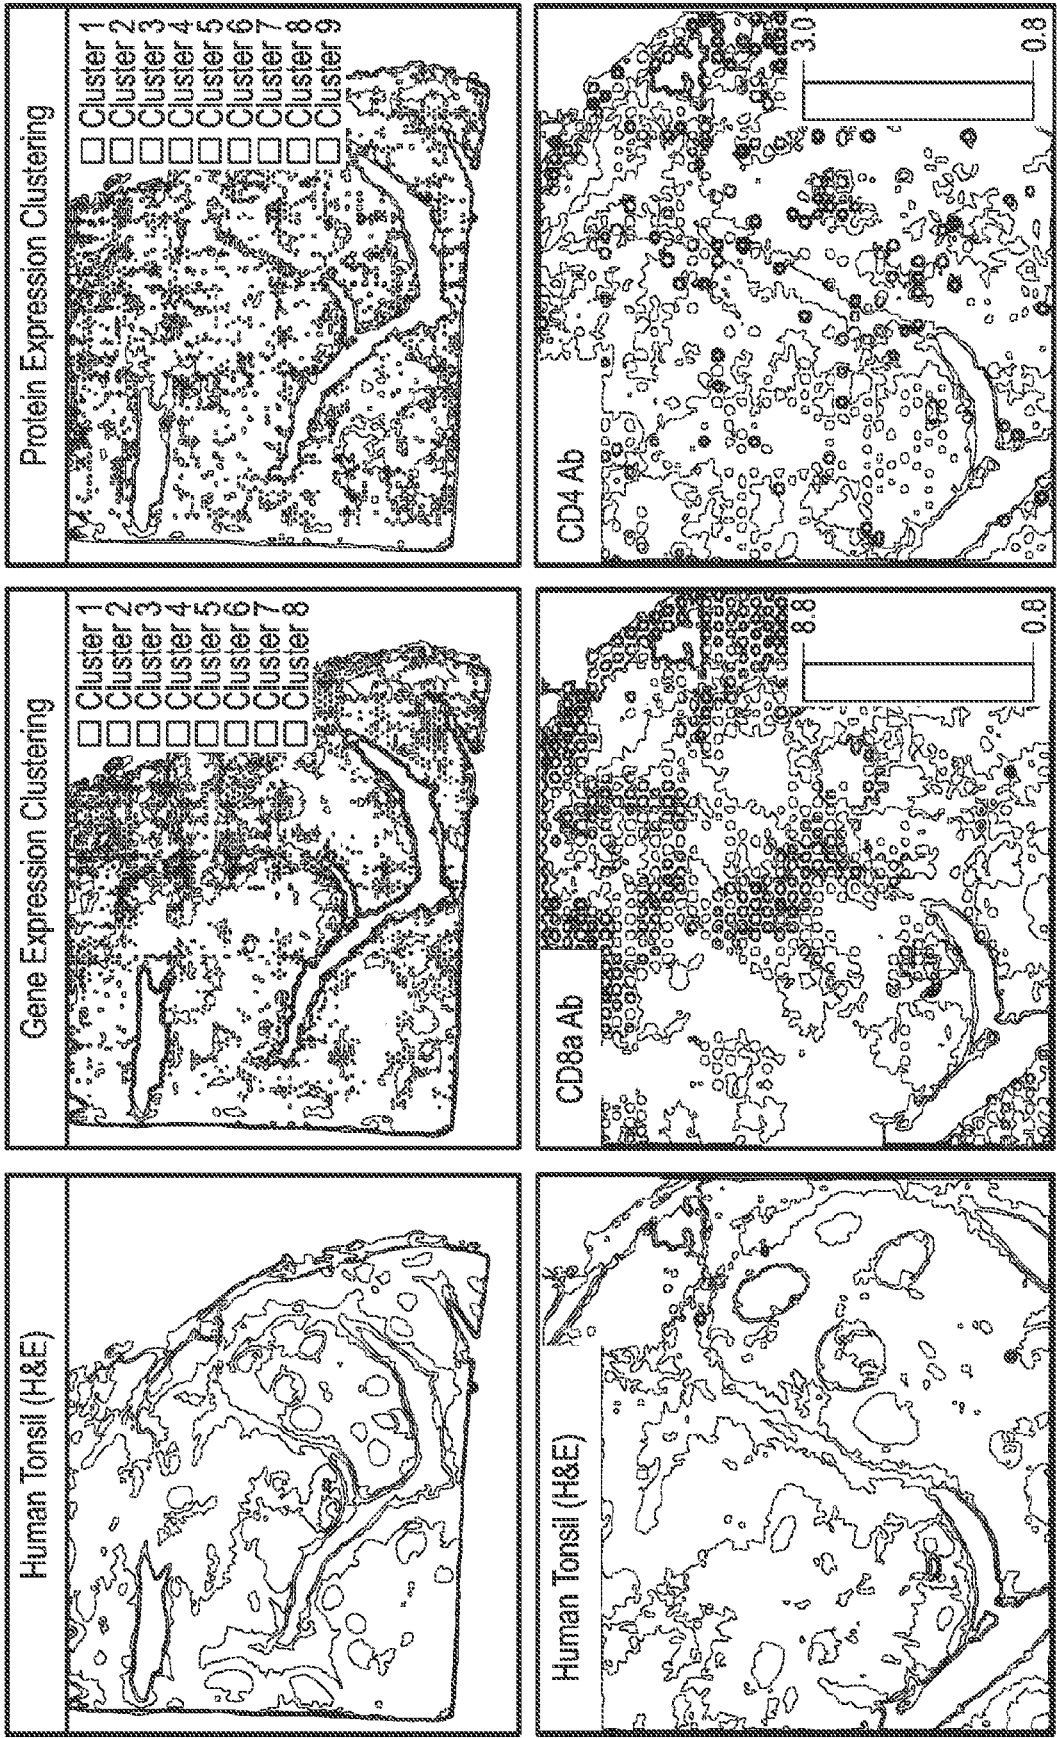 Human Tonsil (H&E)
Gene Expression Clustering
Cluster 1
Cluster 2
Cluster 3
Cluster 4
Cluster 5
Cluster 6
Cluster 7
Cluster 8
Protein Expression Clustering
Cluster 1
Cluster 2
Cluster 3
Cluster 4
Cluster 5
Cluster 6
Cluster 7
Cluster 8
Cluster 9
Human Tonsil (H&E)
CD8a Ab
8.8
0.8
CD4 Ab
3.0
0.8